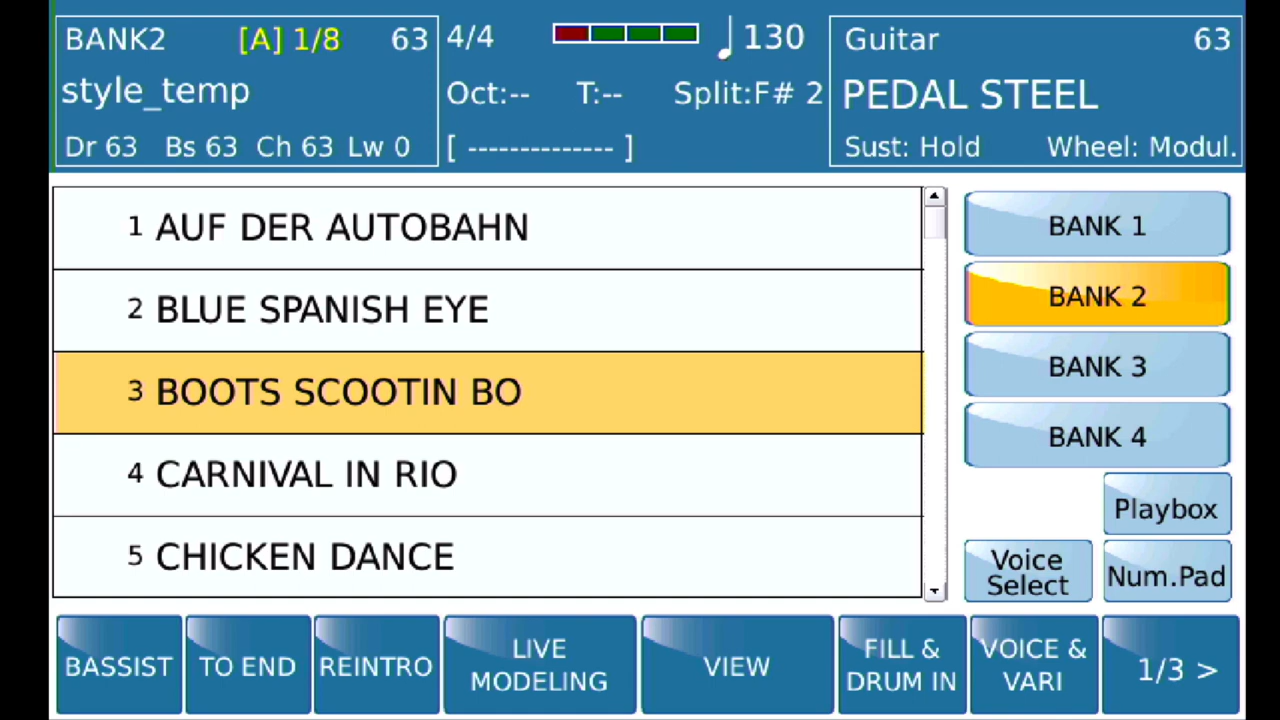 BANK2 [A] 1/8 63
style_temp
Dr 63 Bs 63 Ch 63 Lw 0
4/4 130
Oct:-- T:-- Split:F# 2
[ -------------- ]
Guitar 63
PEDAL STEEL
Sust: Hold Wheel: Modul.
1 AUF DER AUTOBAHN
2 BLUE SPANISH EYE
3 BOOTS SCOOTIN BO
4 CARNIVAL IN RIO
5 CHICKEN DANCE
BANK 1
BANK 2
BANK 3
BANK 4
Playbox
Voice
Select
Num.Pad
BASSIST
TO END
REINTRO
LIVE
MODELING
VIEW
FILL &
DRUM IN
VOICE &
VARI
1/3 >